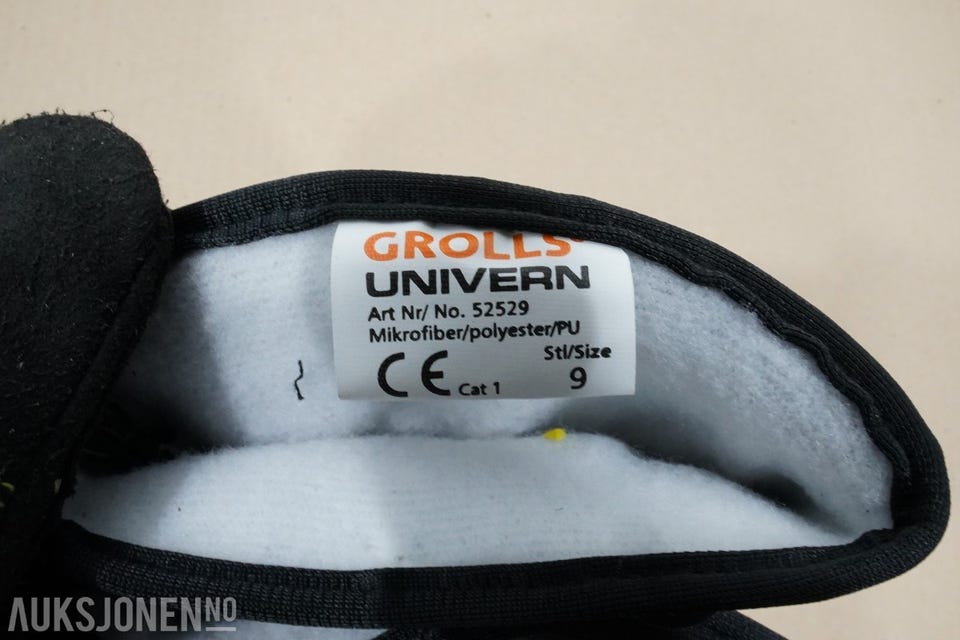 GROLLS®
UNIVERN
Art Nr/ No. 52529
Mikrofiber/polyester/PU
Stl/Size
CE Cat 1 9
AUKSJONEN.NO